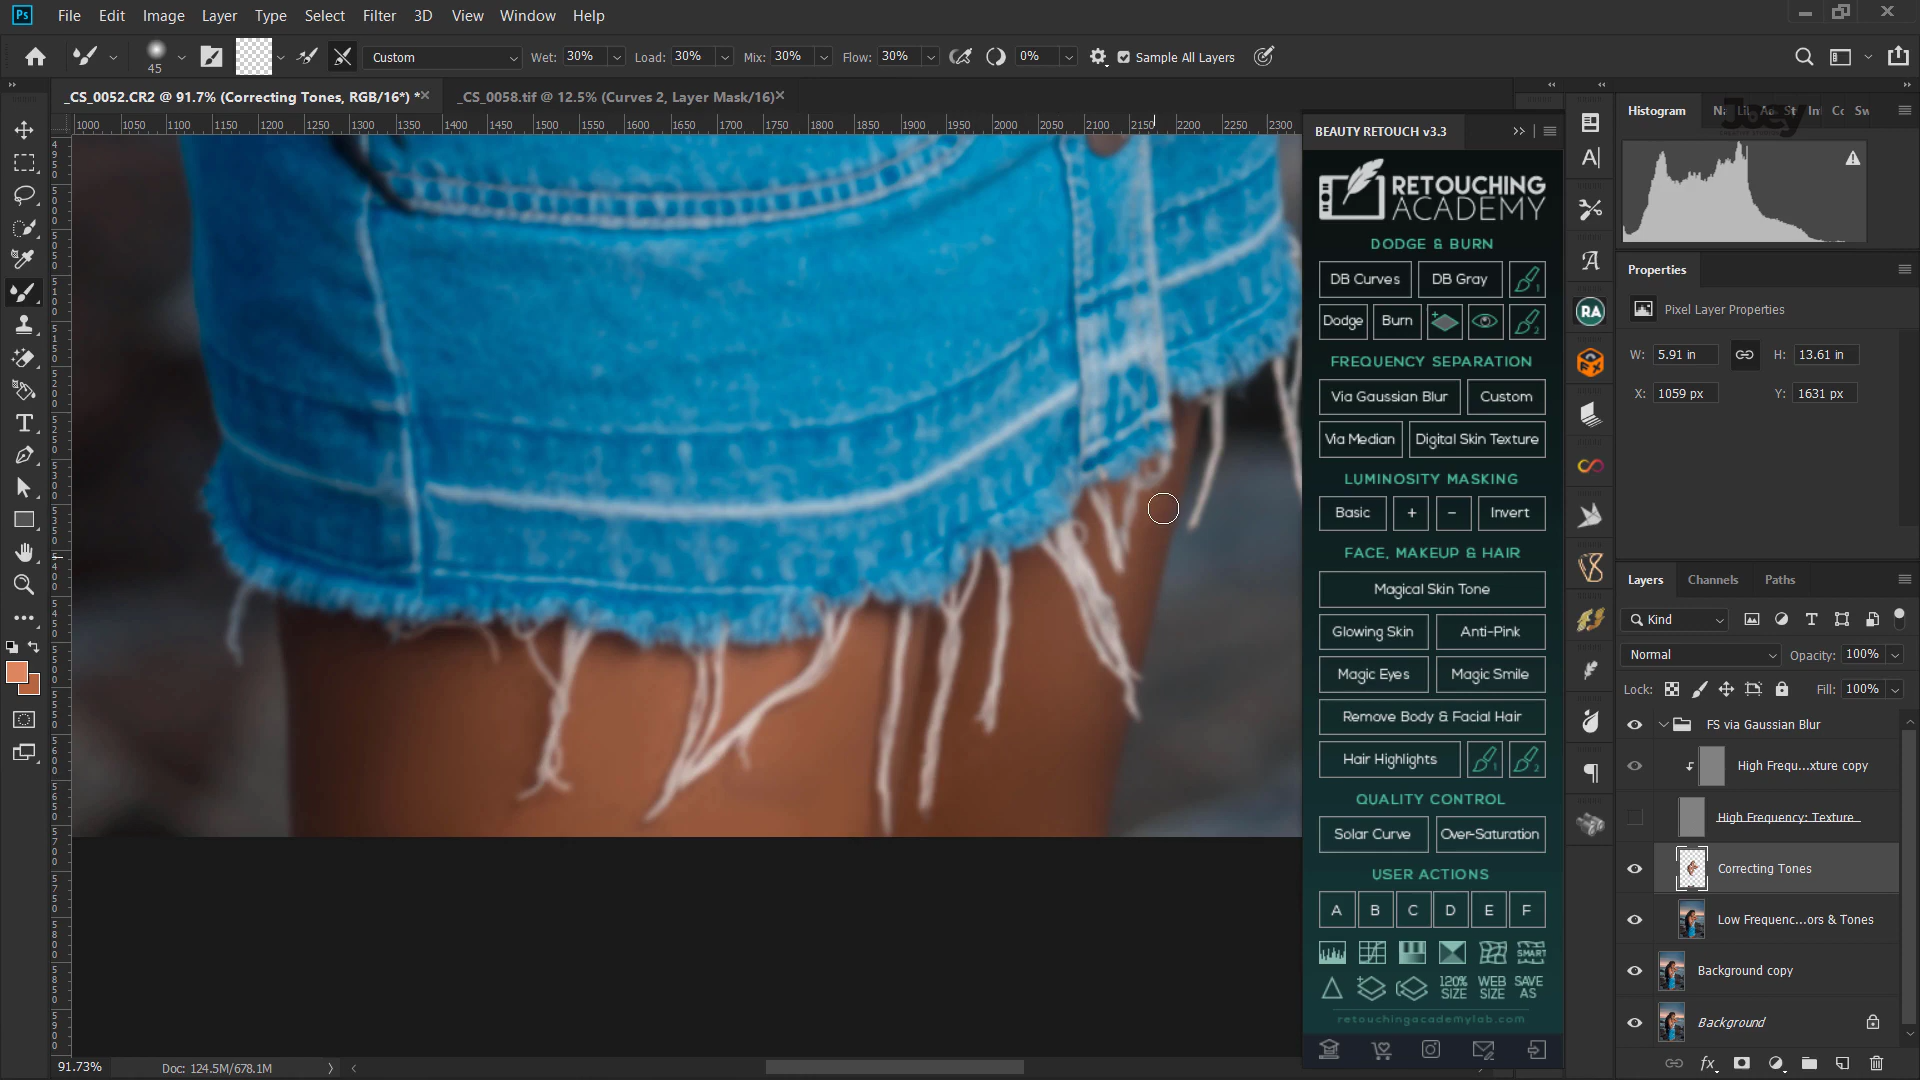 Ps File Edit Image Layer Type Select Filter 3D View Window Help
45 Custom Wet: 30% Load: 30% Mix: 30% Flow: 30% 0% Sample All Layers
_CS_0052.CR2 @ 91.7% (Correcting Tones, RGB/16*) * _CS_0058.tif @ 12.5% (Curves 2, Layer Mask/16)
1000 1050 1100 1150 1200 1250 1300 1350 1400 1450 1500 1550 1600 1650 1700 1750 1800 1850 1900 1950 2000 2050 2100 2150 2200 2250 2300
BEAUTY RETOUCH v3.3
RETOUCHING
ACADEMY
DODGE & BURN
DB Curves DB Gray 1
Dodge Burn 2
FREQUENCY SEPARATION
Via Gaussian Blur Custom
Via Median Digital Skin Texture
LUMINOSITY MASKING
Basic + − Invert
FACE, MAKEUP & HAIR
Magical Skin Tone
Glowing Skin Anti-Pink
Magic Eyes Magic Smile
Remove Body & Facial Hair
Hair Highlights 1 2
QUALITY CONTROL
Solar Curve Over-Saturation
USER ACTIONS
A B C D E F
SMART
120% SIZE WEB SIZE SAVE AS
retouchingacademylab.com
RA
Histogram
Joey
Properties
Pixel Layer Properties
W: 5.91 in H: 13.61 in
X: 1059 px Y: 1631 px
Layers Channels Paths
Kind
Normal Opacity: 100%
Lock: Fill: 100%
FS via Gaussian Blur
High Frequ...xture copy
High Frequency: Texture
Correcting Tones
Low Frequenc...ors & Tones
Background copy
Background
fx
91.73% Doc: 124.5M/678.1M